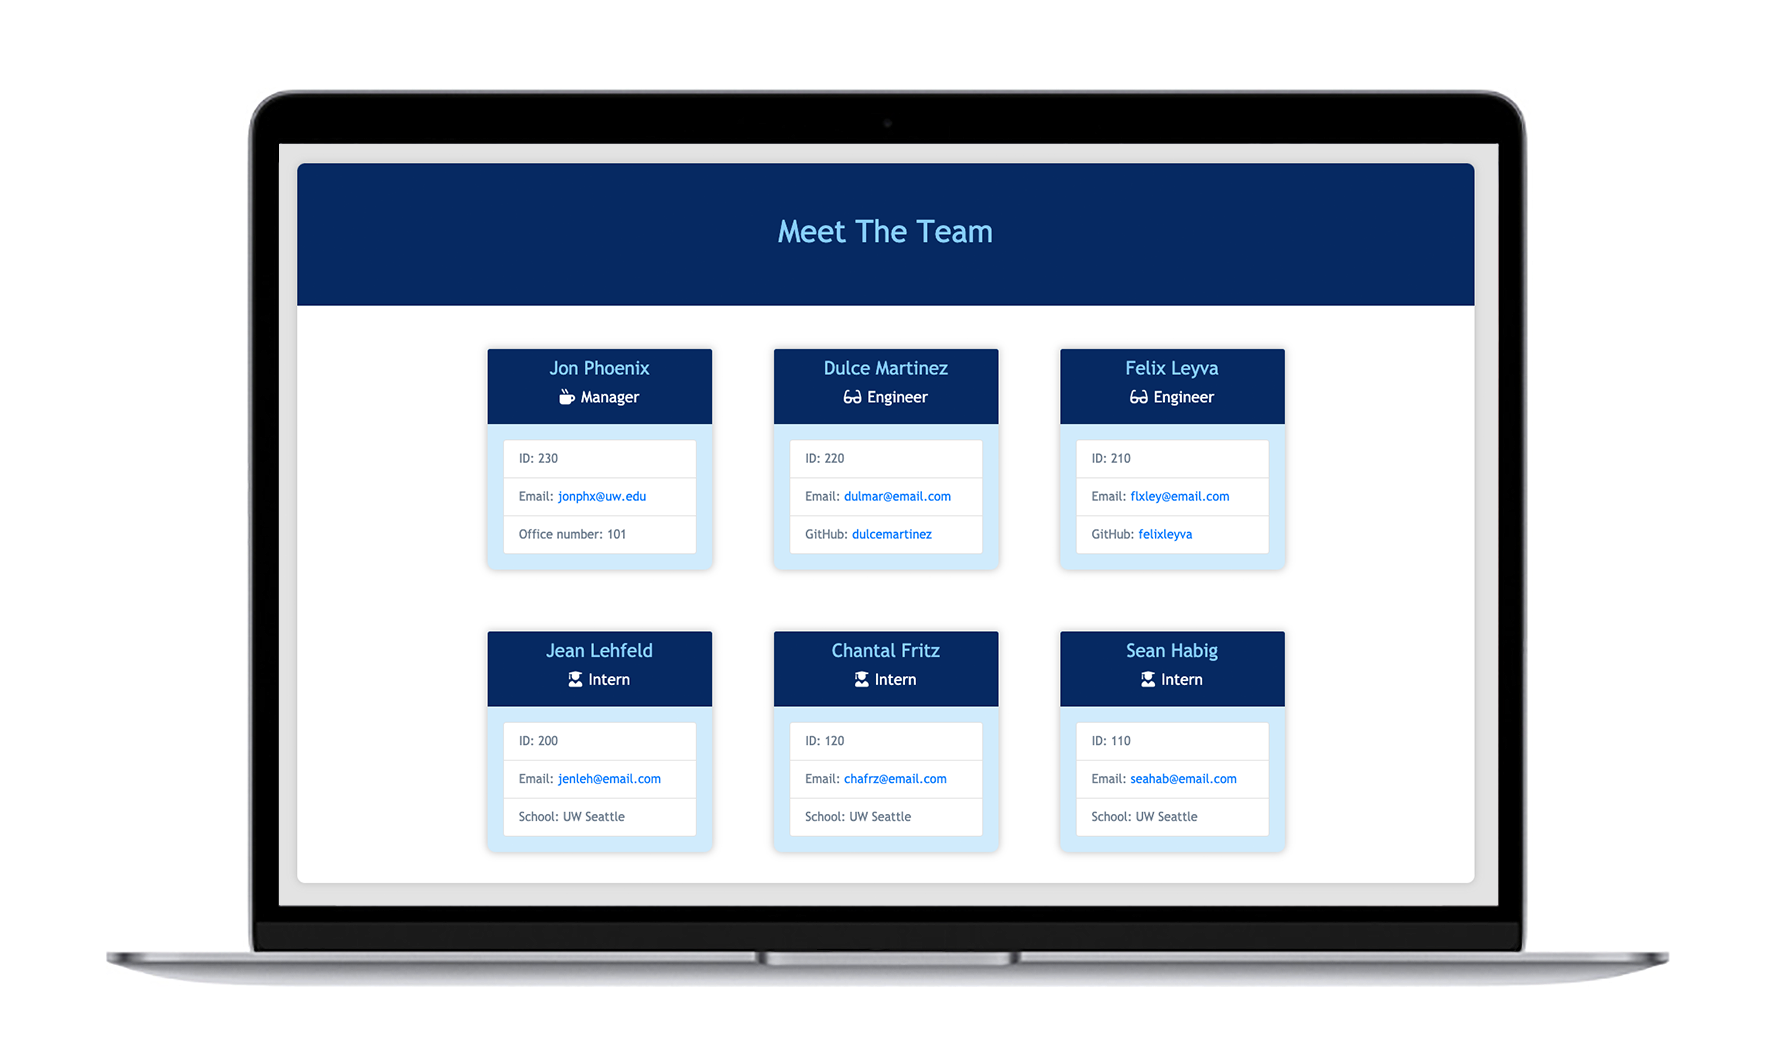 Meet The Team
Jon Phoenix
Manager
ID: 230
Email: jonphx@uw.edu
Office number: 101
Dulce Martinez
Engineer
ID: 220
Email: dulmar@email.com
GitHub: dulcemartinez
Felix Leyva
Engineer
ID: 210
Email: flxley@email.com
GitHub: felixleyva
Jean Lehfeld
Intern
ID: 200
Email: jenleh@email.com
School: UW Seattle
Chantal Fritz
Intern
ID: 120
Email: chafrz@email.com
School: UW Seattle
Sean Habig
Intern
ID: 110
Email: seahab@email.com
School: UW Seattle